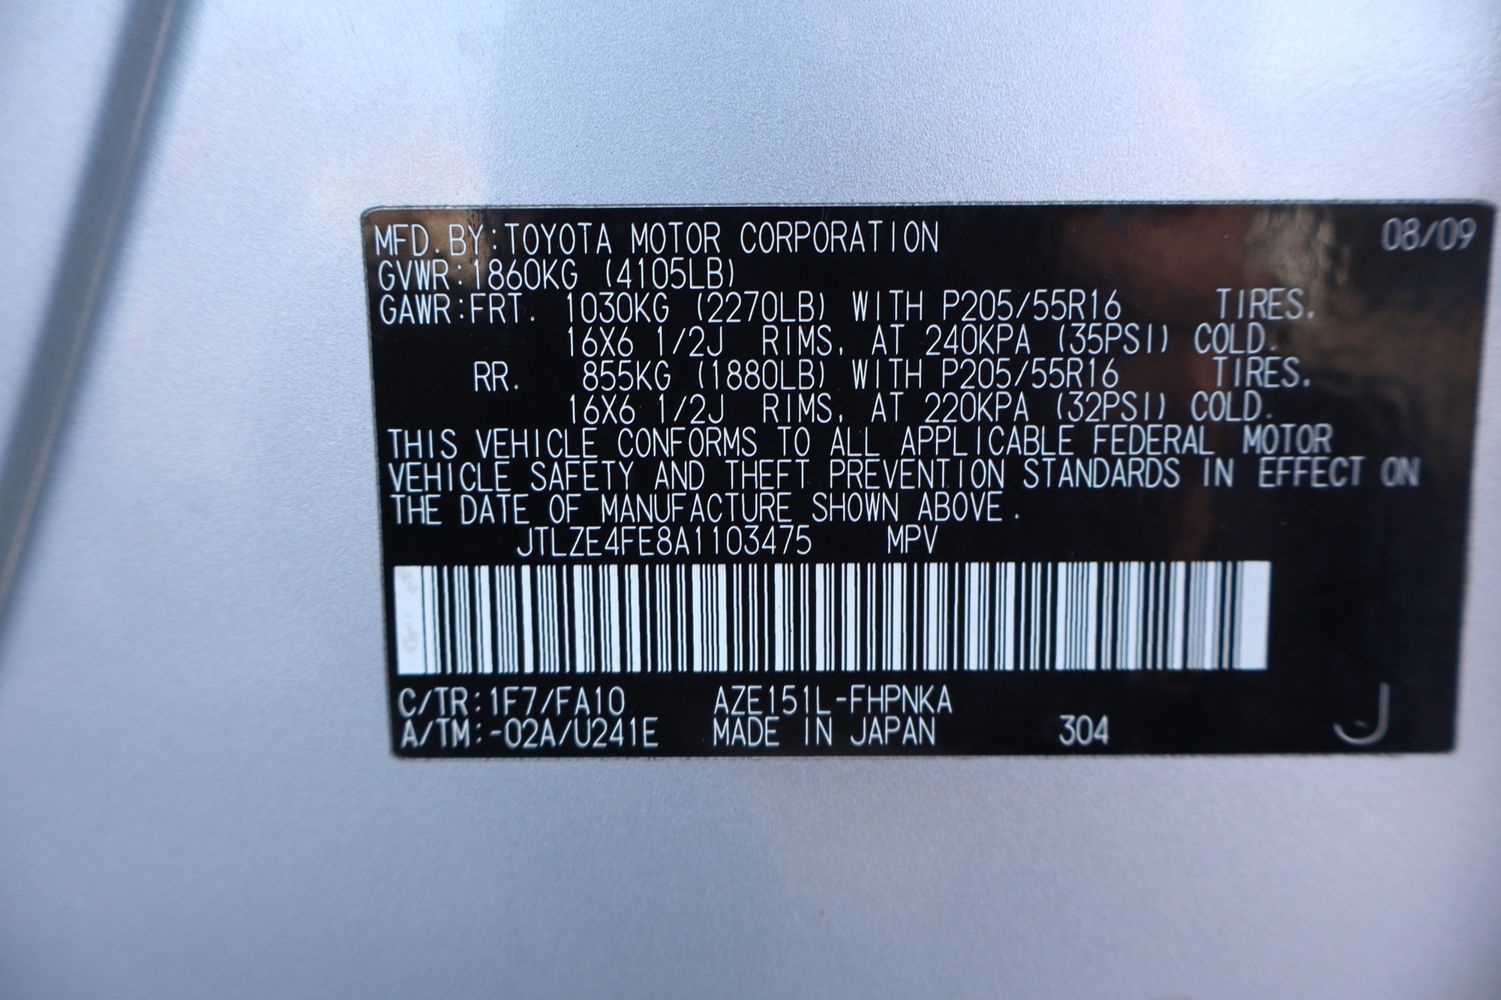 MFD. BY: TOYOTA MOTOR CORPORATION 08/09
GVWR: 1860KG (4105LB)
GAWR: FRT. 1030KG (2270LB) WITH P205/55R16 TIRES,
16X6 1/2J RIMS, AT 240KPA (35PSI) COLD.
RR. 855KG (1880LB) WITH P205/55R16 TIRES,
16X6 1/2J RIMS, AT 220KPA (32PSI) COLD.
THIS VEHICLE CONFORMS TO ALL APPLICABLE FEDERAL MOTOR
VEHICLE SAFETY AND THEFT PREVENTION STANDARDS IN EFFECT ON
THE DATE OF MANUFACTURE SHOWN ABOVE.
JTLZE4FE8A1103475 MPV
C/TR: 1F7/FA10 AZE151L-FHPNKA
A/TM: -02A/U241E MADE IN JAPAN 304 J